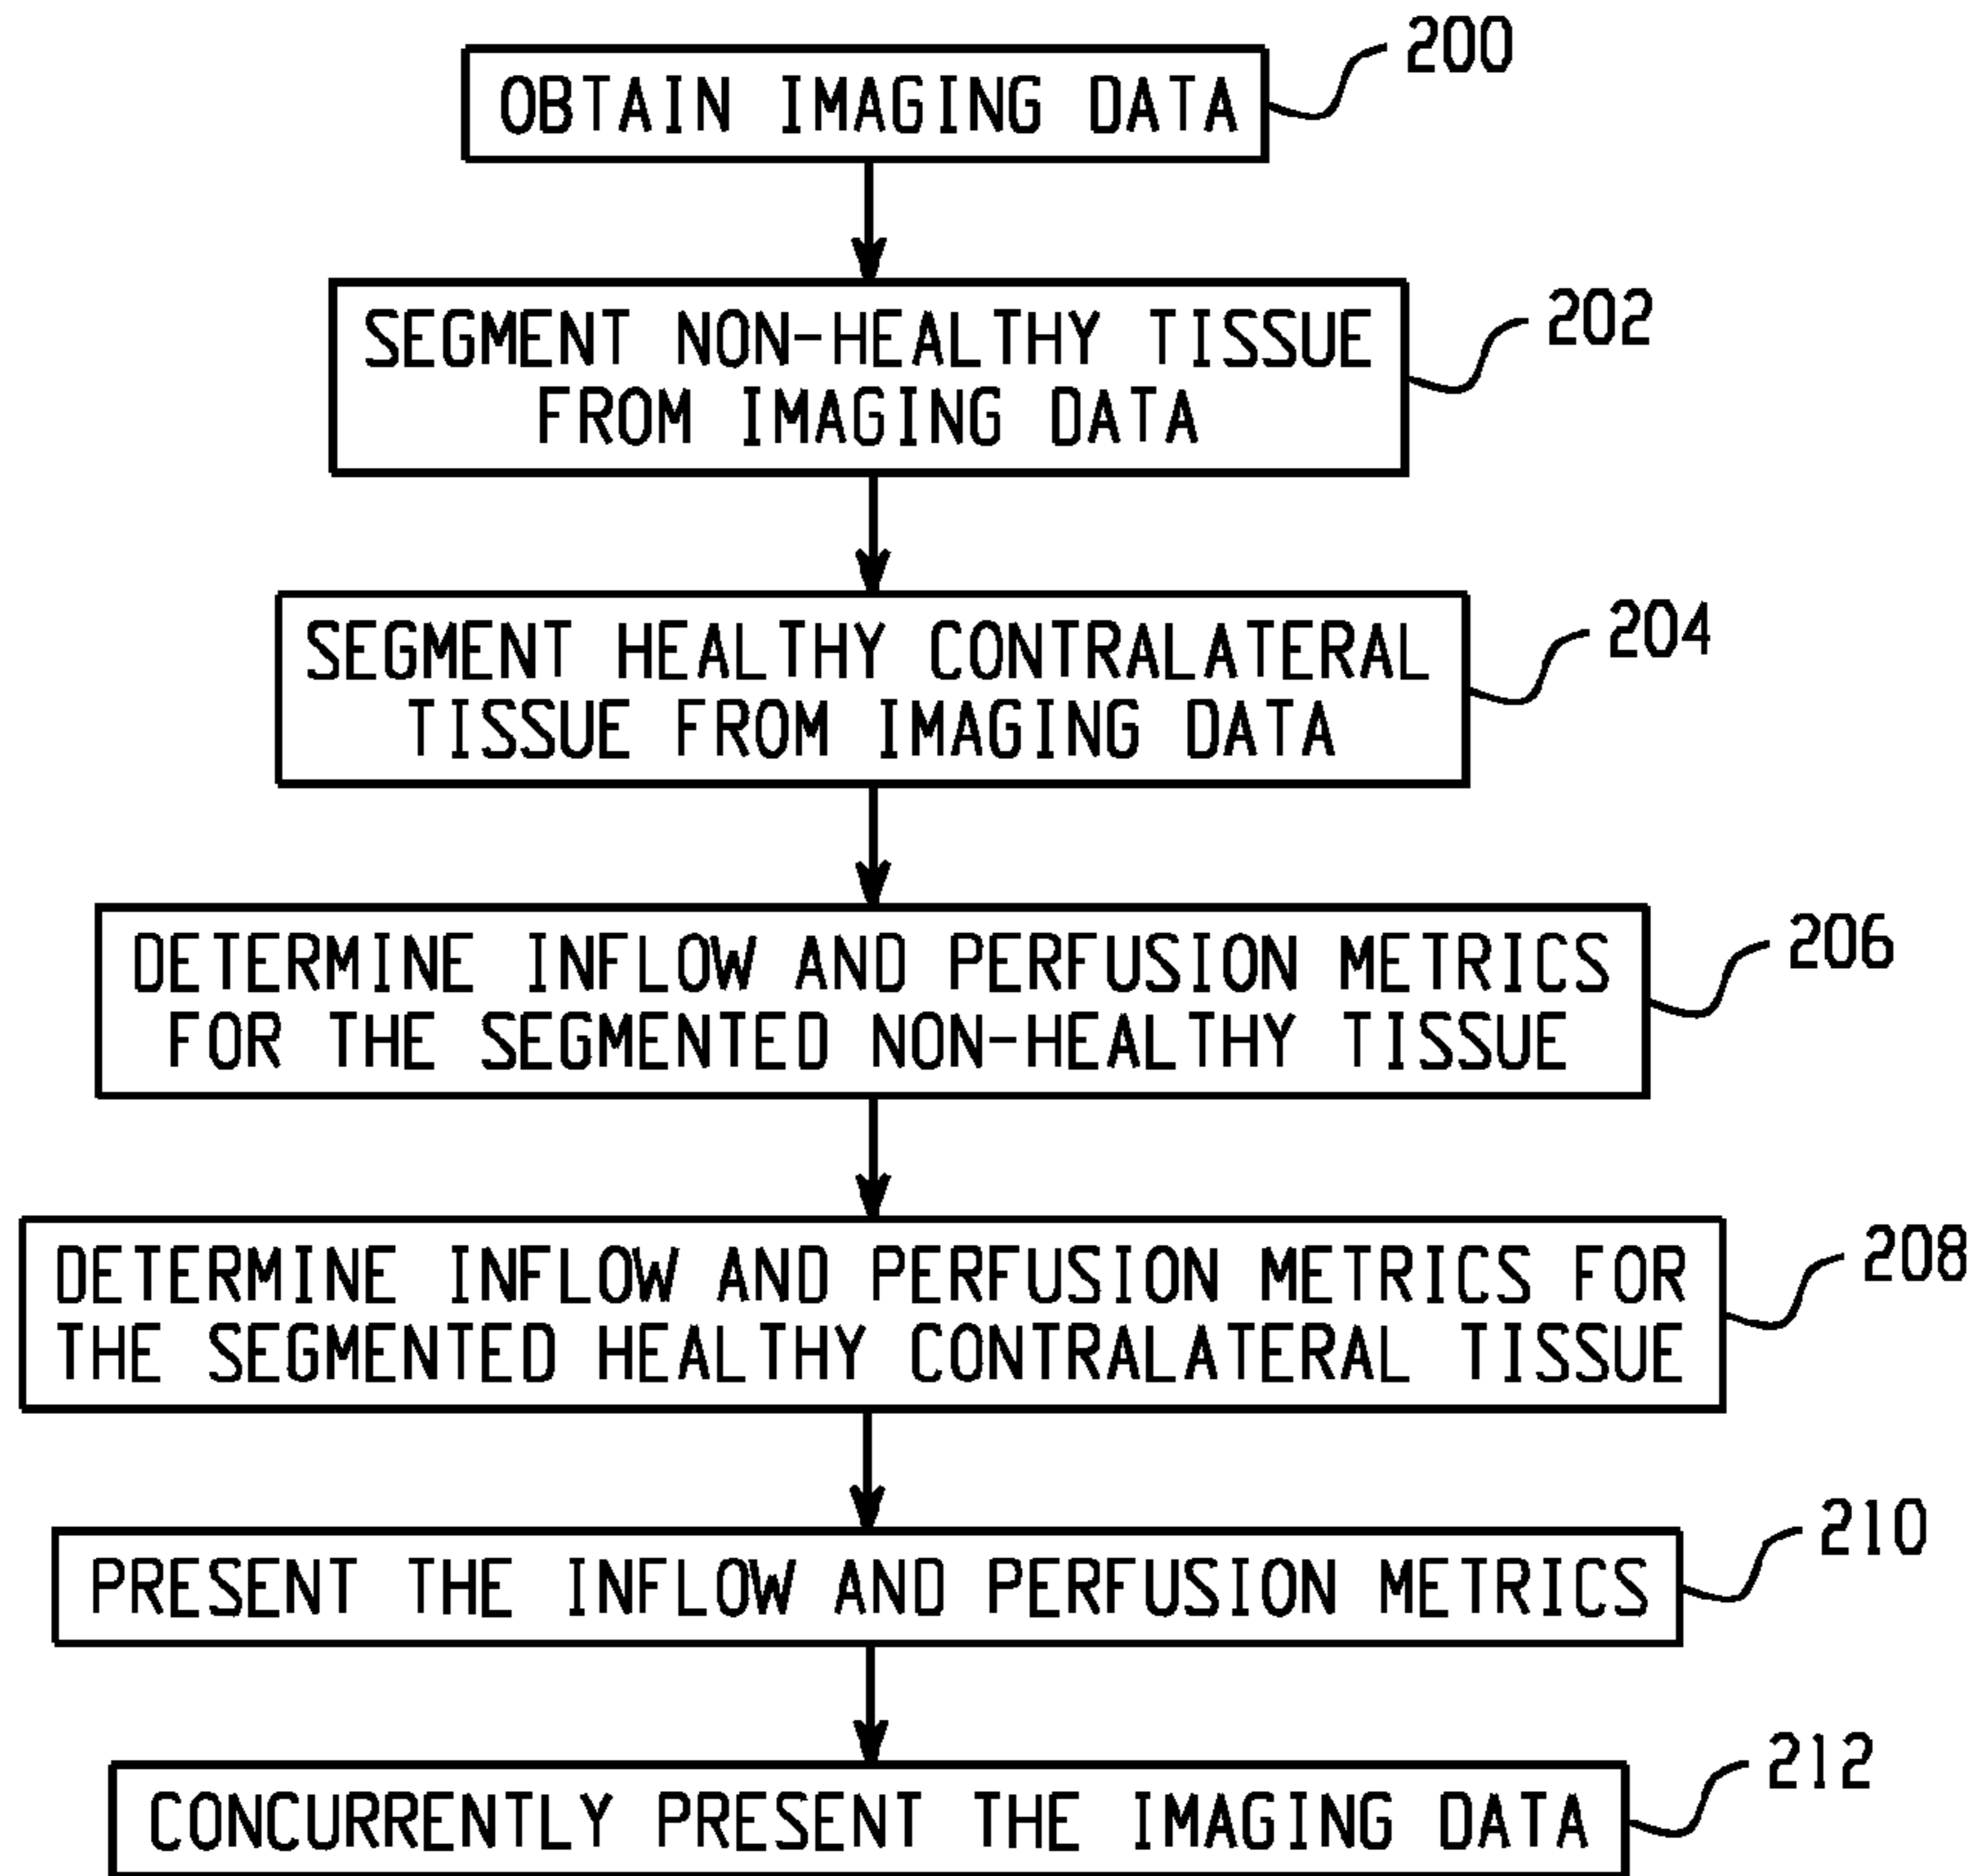 200
OBTAIN IMAGING DATA
202
SEGMENT NON-HEALTHY TISSUE
FROM IMAGING DATA
204
SEGMENT HEALTHY CONTRALATERAL
TISSUE FROM IMAGING DATA
206
DETERMINE INFLOW AND PERFUSION METRICS
FOR THE SEGMENTED NON-HEALTHY TISSUE
208
DETERMINE INFLOW AND PERFUSION METRICS FOR
THE SEGMENTED HEALTHY CONTRALATERAL TISSUE
210
PRESENT THE INFLOW AND PERFUSION METRICS
212
CONCURRENTLY PRESENT THE IMAGING DATA